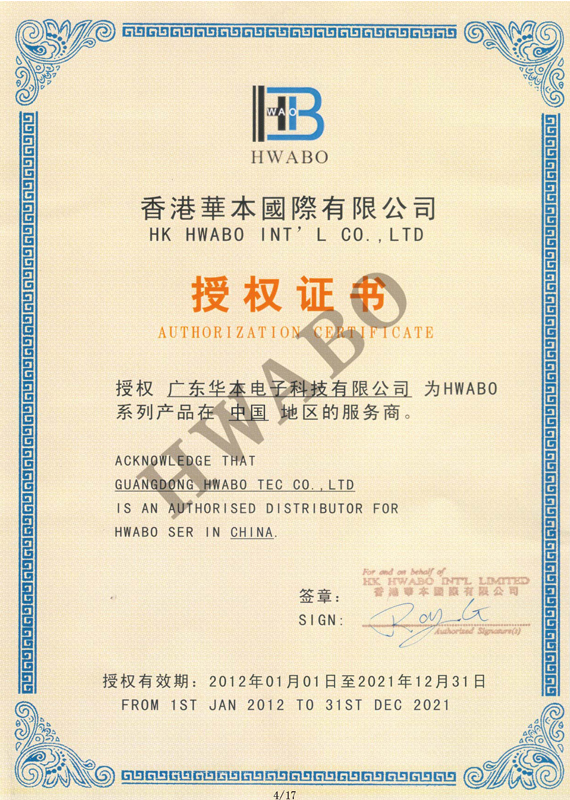 WAO
HWABO
香港華本國際有限公司
HK HWABO INT'L CO.,LTD
授权证书
AUTHORIZATION CERTIFICATE
HWABO
授权 广东华本电子科技有限公司 为HWABO
系列产品在 中国 地区的服务商。
ACKNOWLEDGE THAT
GUANGDONG HWABO TEC CO.,LTD
IS AN AUTHORISED DISTRIBUTOR FOR
HWABO SER IN CHINA.
For and on behalf of
HK HWABO INT'L LIMITED
香港華本國際有限公司
签章：
SIGN:
Authorized Signature(s)
授权有效期：2012年01月01日至2021年12月31日
FROM 1ST JAN 2012 TO 31ST DEC 2021
4/17